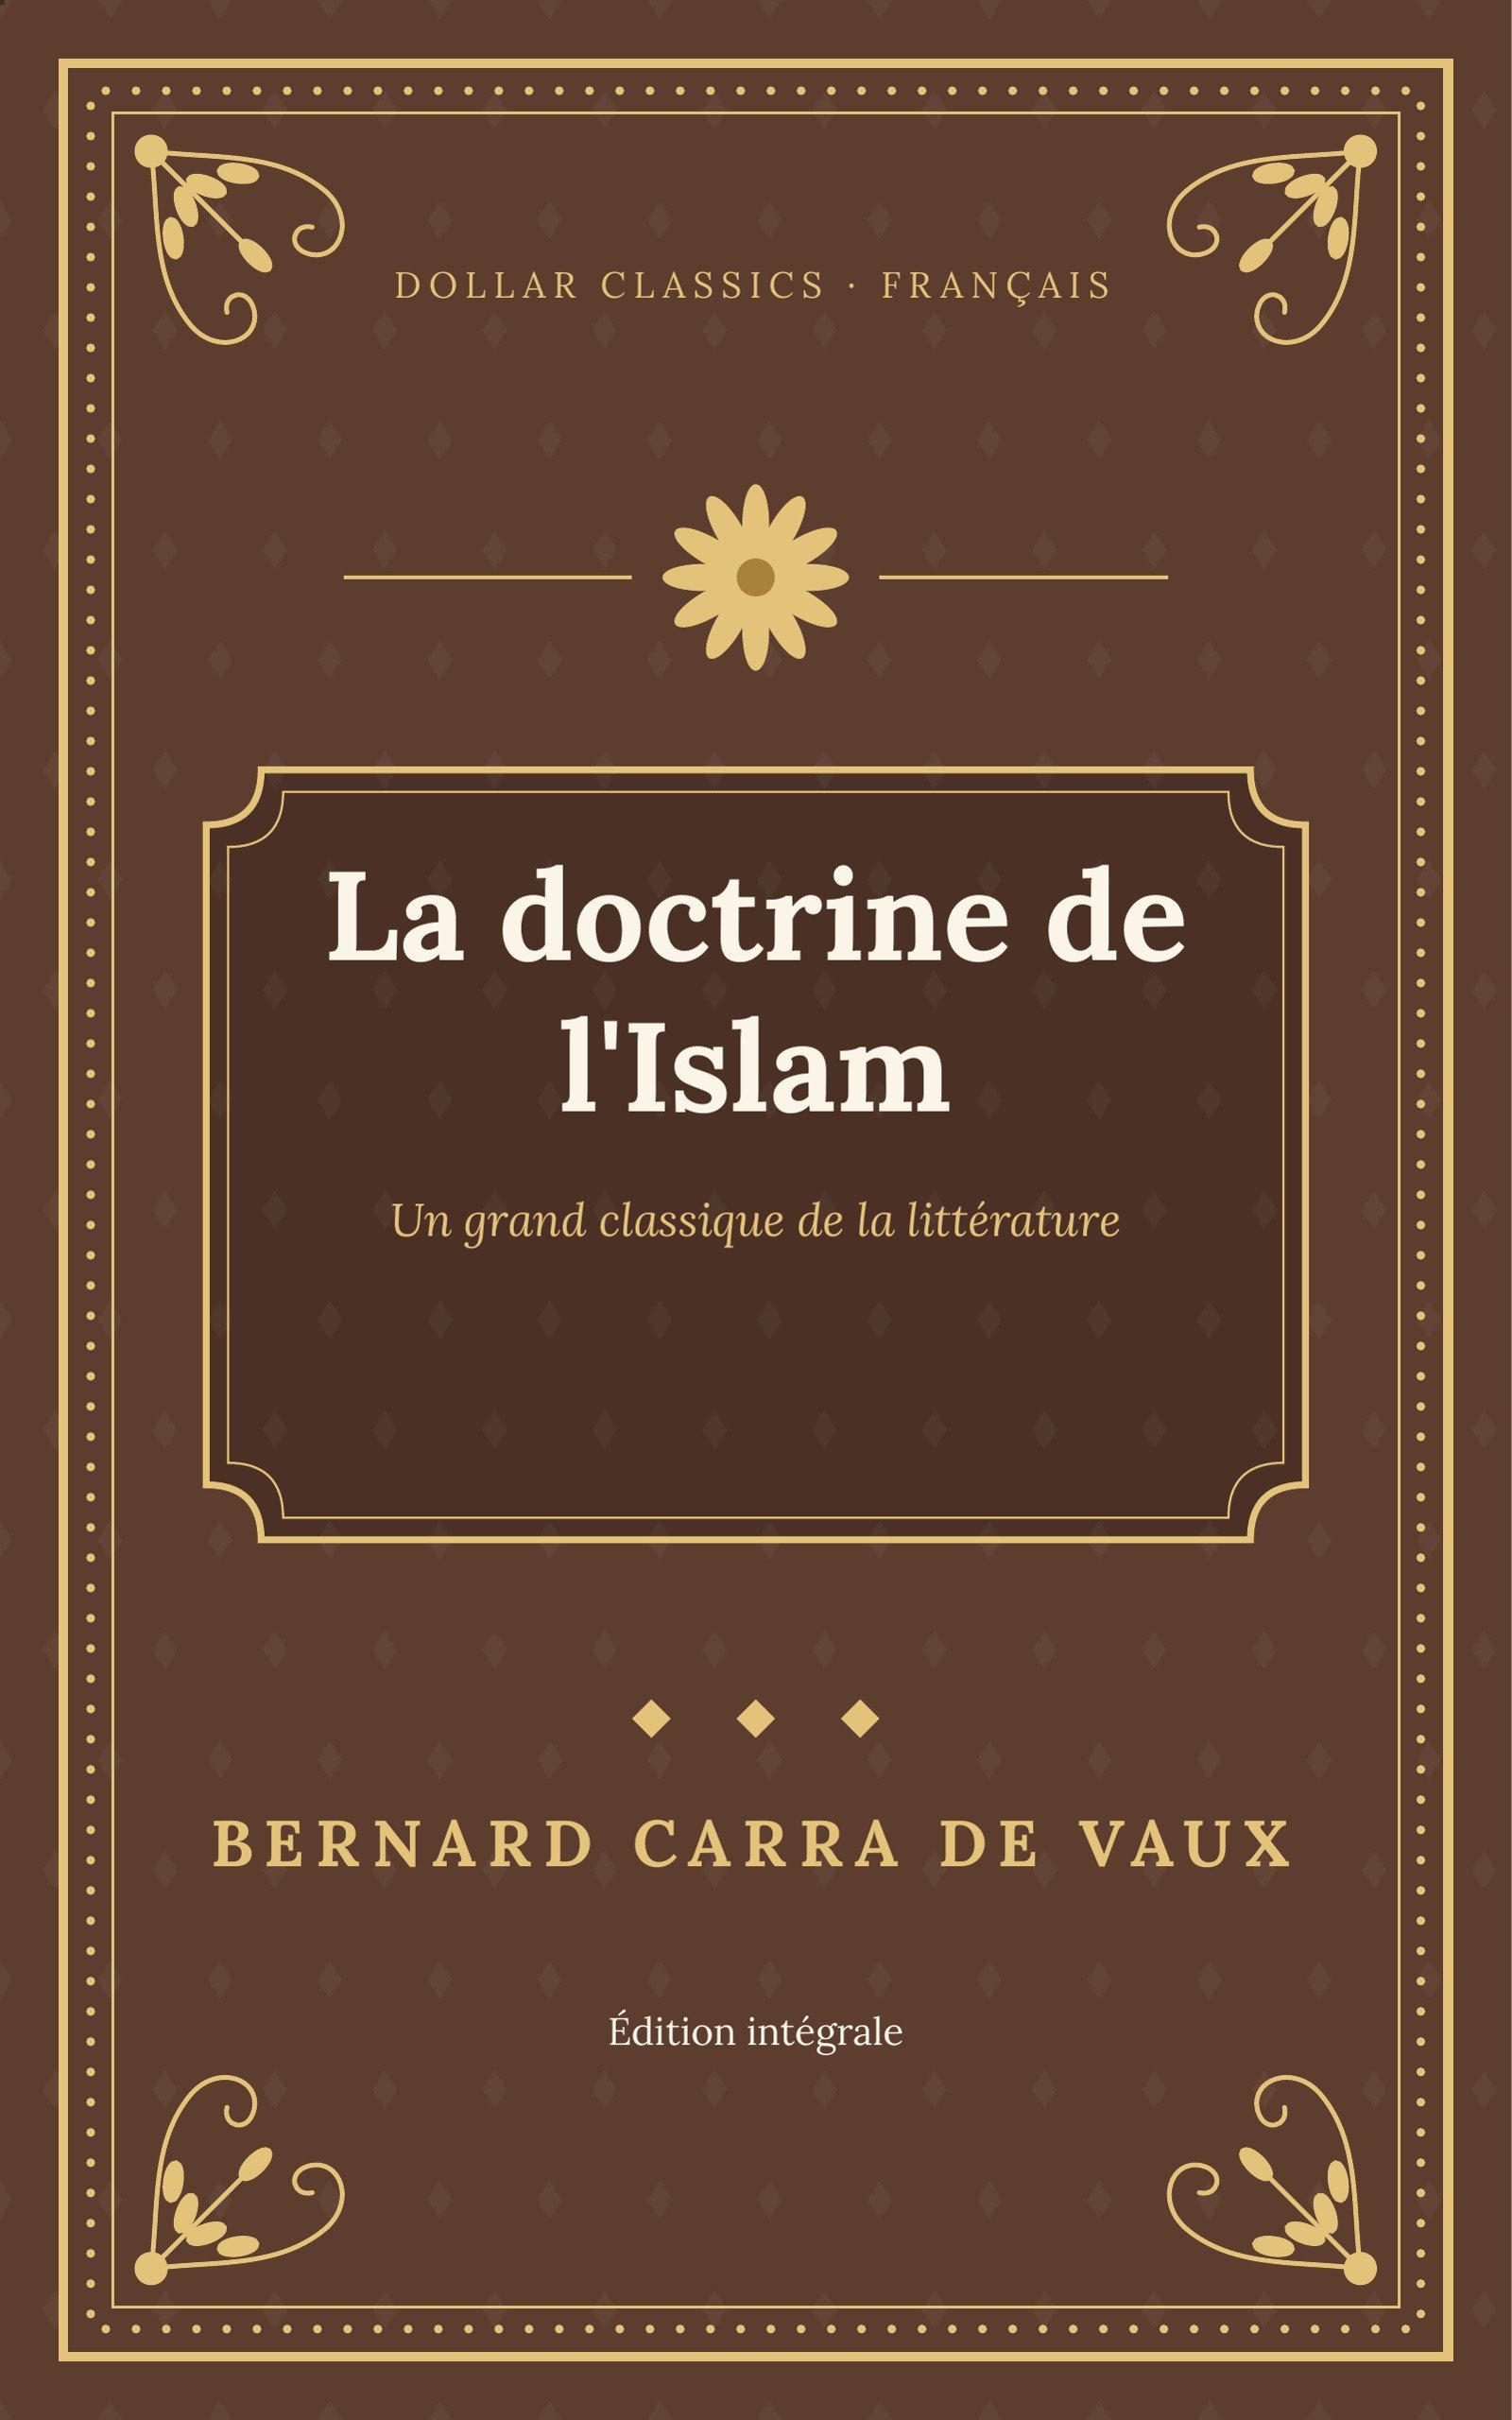 DOLLAR CLASSICS · FRANÇAIS
La doctrine de
l'Islam
Un grand classique de la littérature
BERNARD CARRA DE VAUX
Édition intégrale